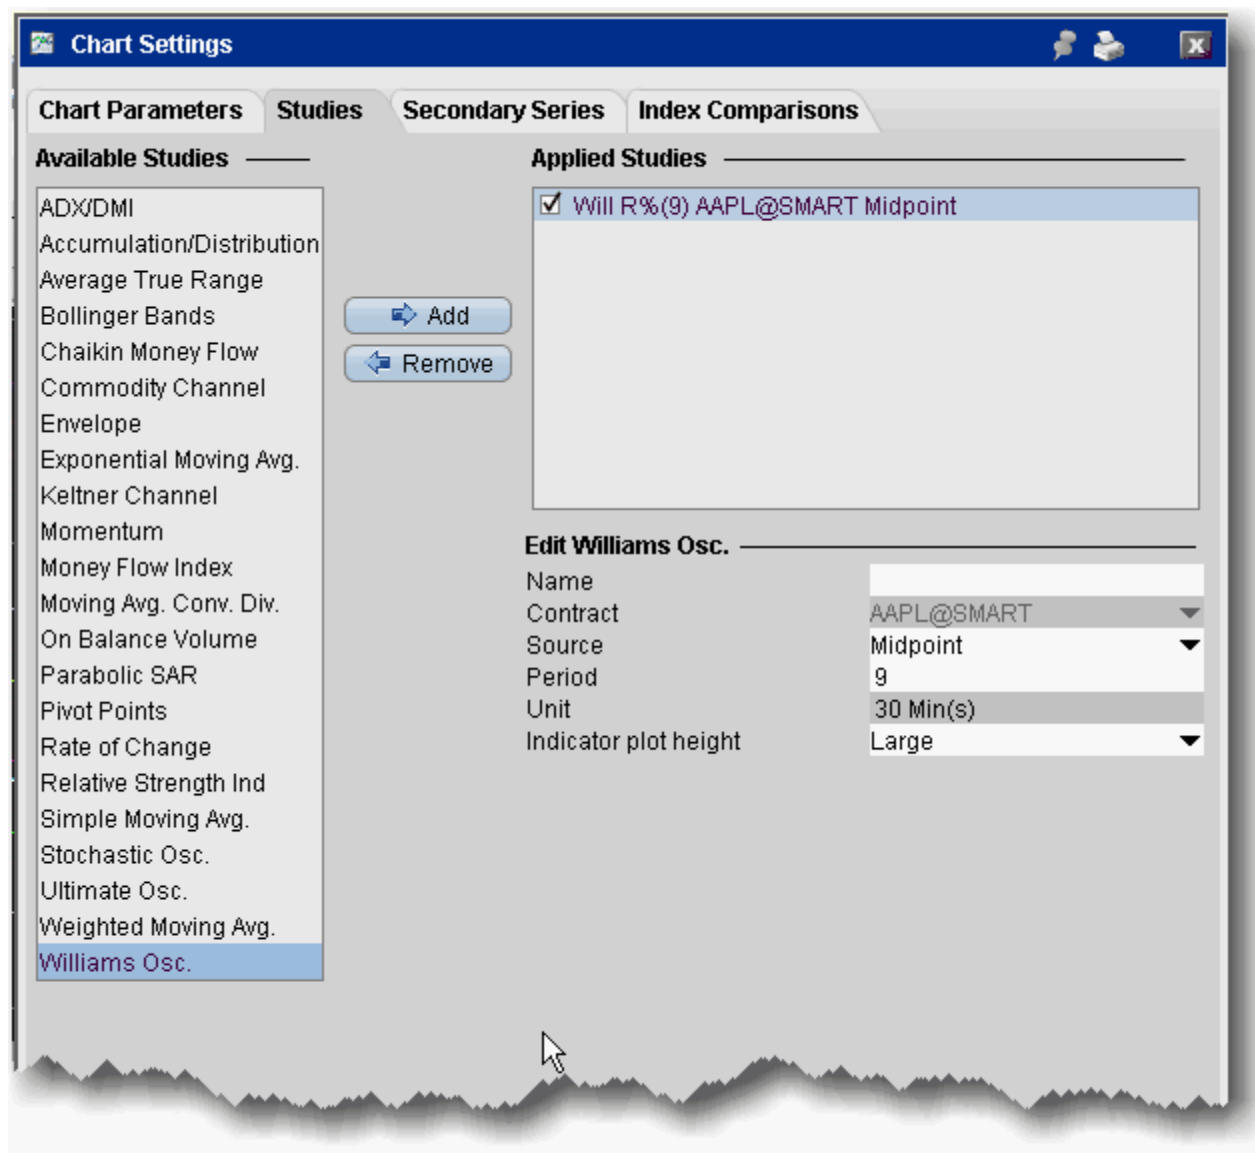 Chart Settings
Chart Parameters
Studies
Secondary Series
Index Comparisons
Available Studies
ADX/DMI
Accumulation/Distribution
Average True Range
Bollinger Bands
Chaikin Money Flow
Commodity Channel
Envelope
Exponential Moving Avg.
Keltner Channel
Momentum
Money Flow Index
Moving Avg. Conv. Div.
On Balance Volume
Parabolic SAR
Pivot Points
Rate of Change
Relative Strength Ind
Simple Moving Avg.
Stochastic Osc.
Ultimate Osc.
Weighted Moving Avg.
Williams Osc.
Add
Remove
Applied Studies
Will R%(9) AAPL@SMART Midpoint
Edit Williams Osc.
Name
Contract AAPL@SMART
Source Midpoint
Period 9
Unit 30 Min(s)
Indicator plot height Large